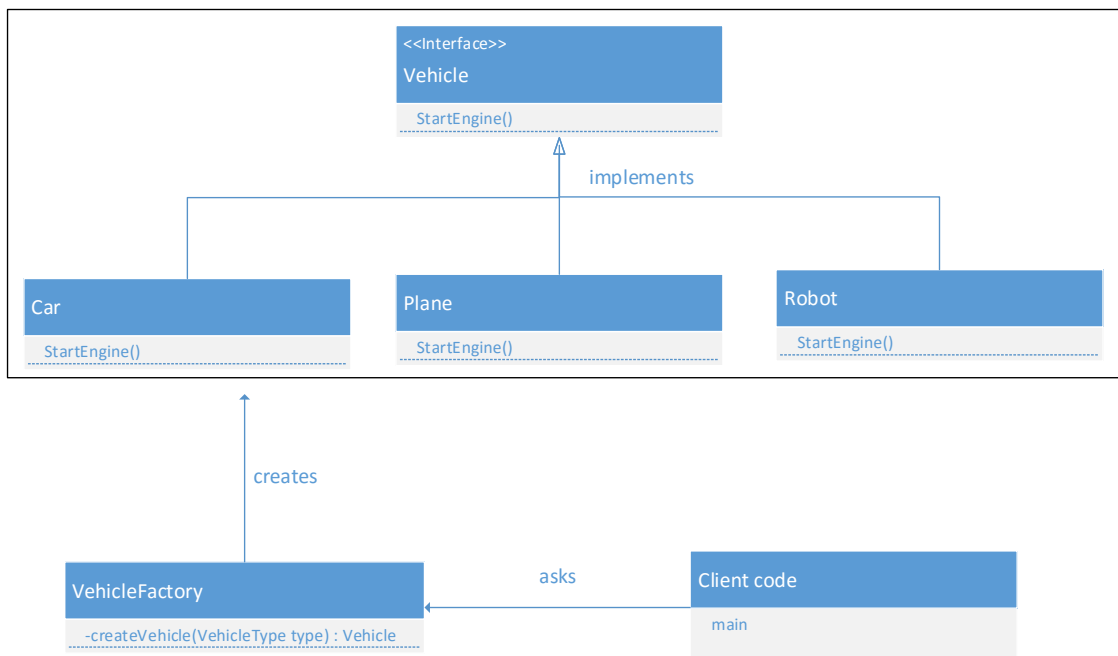 <<Interface>>
Vehicle
StartEngine()
implements
Car
StartEngine()
Plane
StartEngine()
Robot
StartEngine()
creates
VehicleFactory
-createVehicle(VehicleType type) : Vehicle
asks
Client code
main